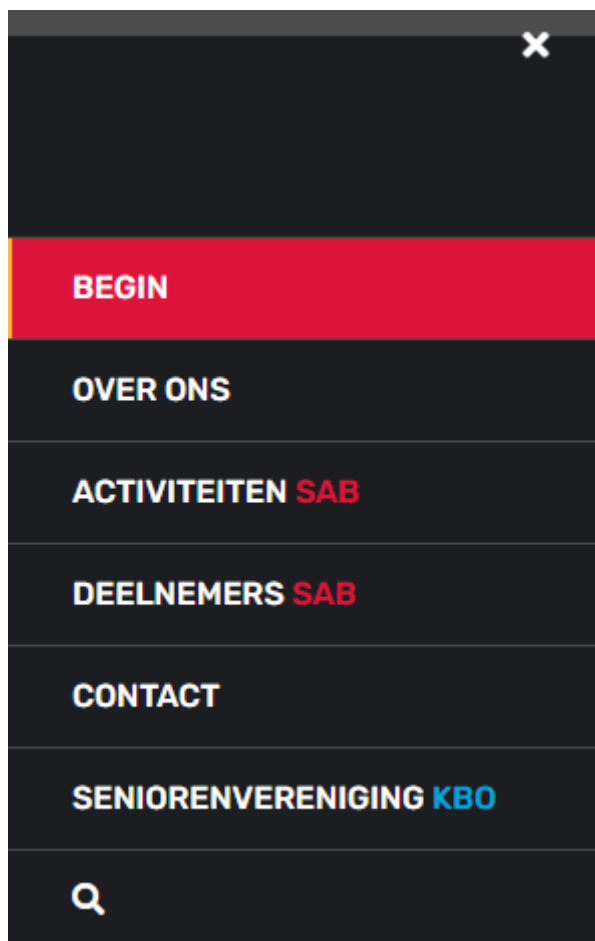 BEGIN
OVER ONS
ACTIVITEITEN SAB
DEELNEMERS SAB
CONTACT
SENIORENVERENIGING KBO